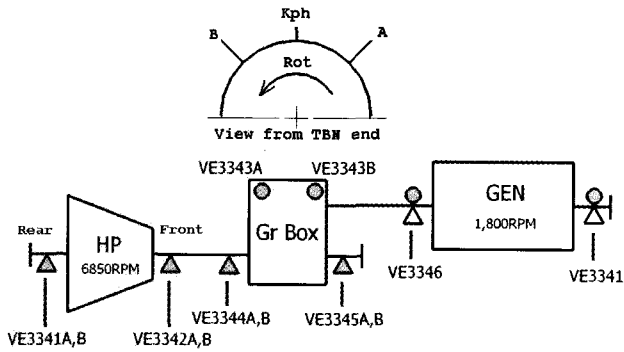 Kph
B
A
Rot
View from TBN end
VE3343A
VE3343B
GEN
1,800RPM
Rear
HP
6850RPM
Front
Gr Box
VE3346
VE3341
VE3341A,B
VE3342A,B
VE3344A,B
VE3345A,B